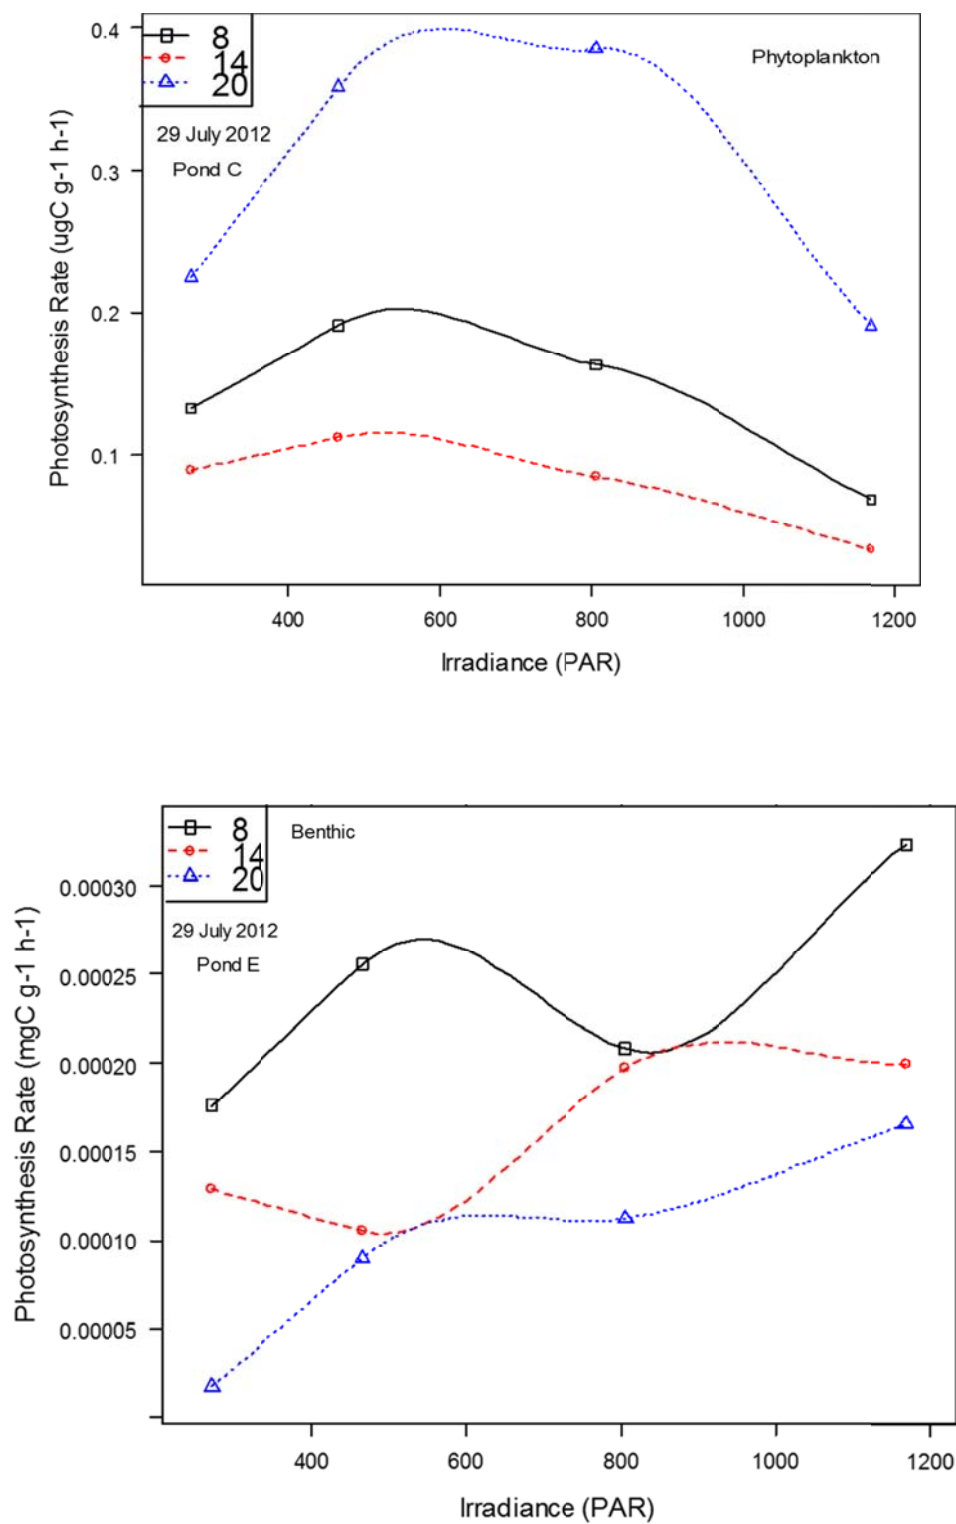 8
14
20
Phytoplankton
29 July 2012
Pond C
0.4
0.3
0.2
0.1
Photosynthesis Rate (ugC g-1 h-1)
400 600 800 1000 1200
Irradiance (PAR)
8
14
20
Benthic
29 July 2012
Pond E
0.00030
0.00025
0.00020
0.00015
0.00010
0.00005
Photosynthesis Rate (mgC g-1 h-1)
400 600 800 1000 1200
Irradiance (PAR)